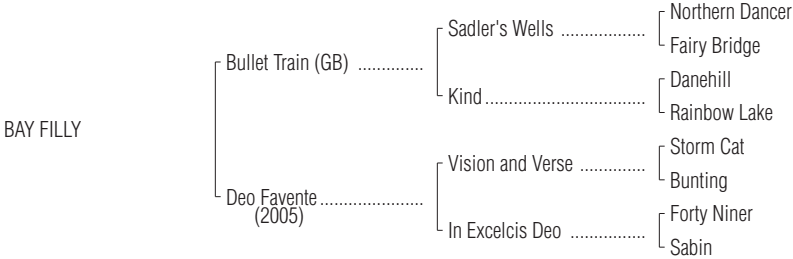 Northern Dancer
Sadler's Wells ..................
Fairy Bridge
Bullet Train (GB) ..............
Danehill
Kind..................................
Rainbow Lake
BAY FILLY
Storm Cat
Vision and Verse ..............
Bunting
Deo Favente......................
(2005)
Forty Niner
In Excelcis Deo ................
Sabin